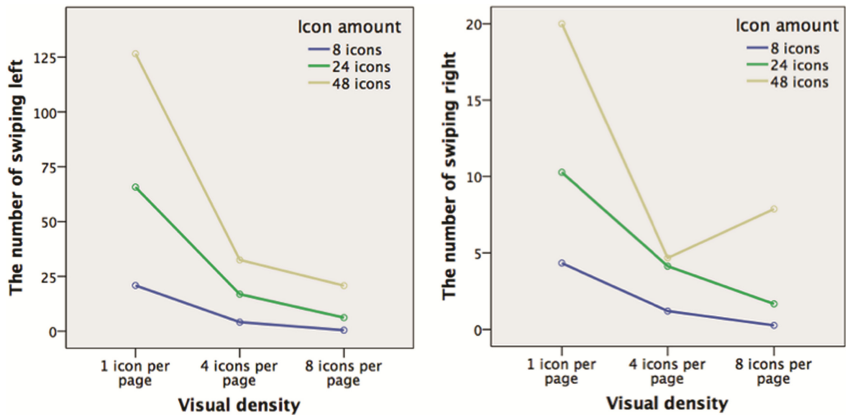 Icon amount
8 icons
24 icons
48 icons
The number of swiping left
125
100
75
50
25
0
1 icon per
page
4 icons per
page
8 icons per
page
Visual density
Icon amount
8 icons
24 icons
48 icons
The number of swiping right
20
15
10
5
0
1 icon per
page
4 icons per
page
8 icons per
page
Visual density